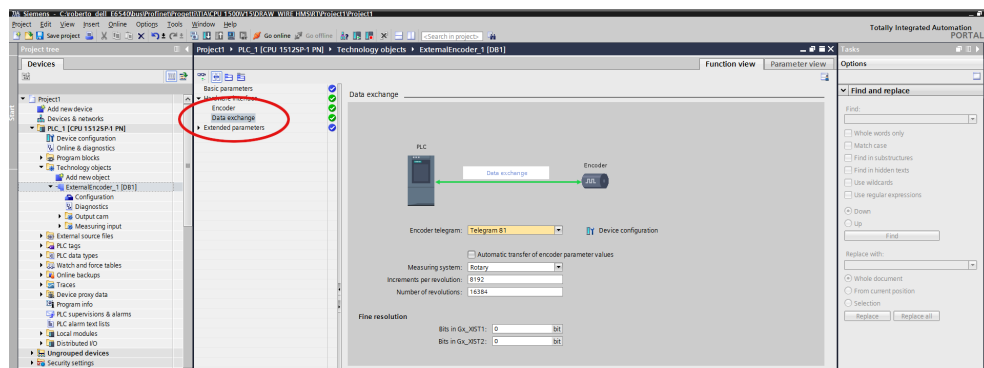 Siemens - C:\roberto_dell_E6540\bus\Profinet\Progetti\TIA\CPU 1500\V15\DRAW_WIRE HMS\RT\Project1\Project1
Project Edit View Insert Online Options Tools Window Help
Totally Integrated Automation
PORTAL
Save project Go online Go offline <Search in project>
Project tree
Project1 PLC_1 [CPU 1512SP-1 PN] Technology objects ExternalEncoder_1 [DB1]
Tasks
Devices
Function view Parameter view
Options
Start
Project1
Add new device
Devices & networks
PLC_1 [CPU 1512SP-1 PN]
Device configuration
Online & diagnostics
Program blocks
Technology objects
Add new object
ExternalEncoder_1 [DB1]
Configuration
Diagnostics
Output cam
Measuring input
External source files
PLC tags
PLC data types
Watch and force tables
Online backups
Traces
Device proxy data
Program info
PLC supervisions & alarms
PLC alarm text lists
Local modules
Distributed I/O
Ungrouped devices
Security settings
Basic parameters
Hardware interface
Encoder
Data exchange
Extended parameters
Data exchange
PLC
Data exchange
Encoder
Encoder telegram: Telegram 81 Device configuration
Automatic transfer of encoder parameter values
Measuring system: Rotary
Increments per revolution: 8192
Number of revolutions: 16384
Fine resolution
Bits in Gx_XIST1: 0 bit
Bits in Gx_XIST2: 0 bit
Find and replace
Find:
Whole words only
Match case
Find in substructures
Find in hidden texts
Use wildcards
Use regular expressions
Down
Up
Find
Replace with:
Whole document
From current position
Selection
Replace Replace all